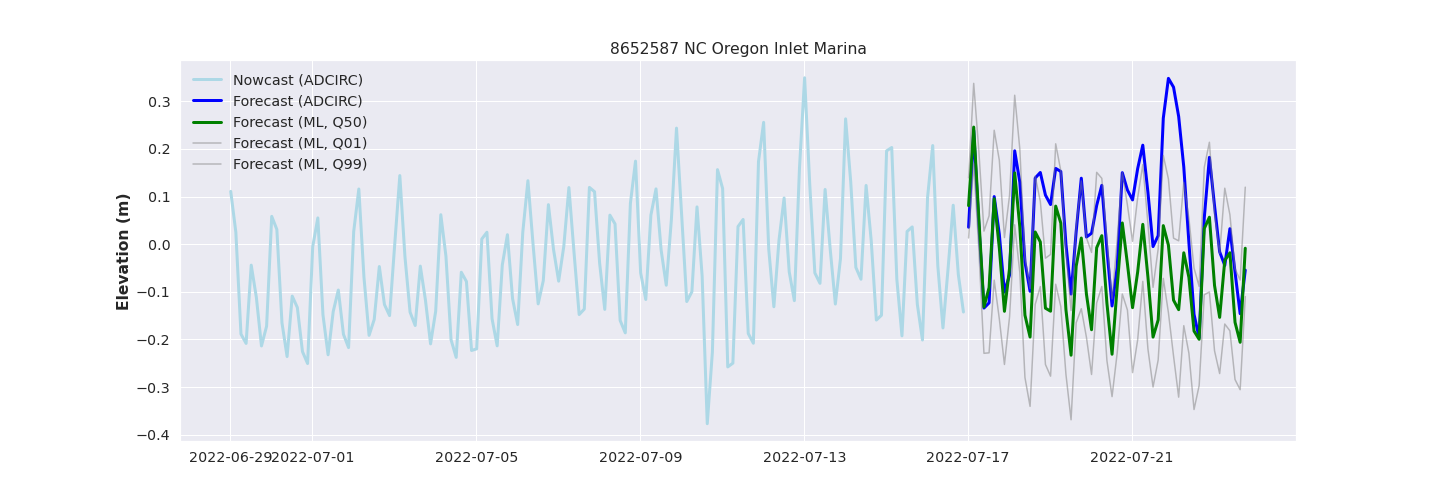 8652587 NC Oregon Inlet Marina
Nowcast (ADCIRC)
Forecast (ADCIRC)
Forecast (ML, Q50)
Forecast (ML, Q01)
Forecast (ML, Q99)
Elevation (m)
0.3
0.2
0.1
0.0
−0.1
−0.2
−0.3
−0.4
2022-06-29 2022-07-01 2022-07-05 2022-07-09 2022-07-13 2022-07-17 2022-07-21